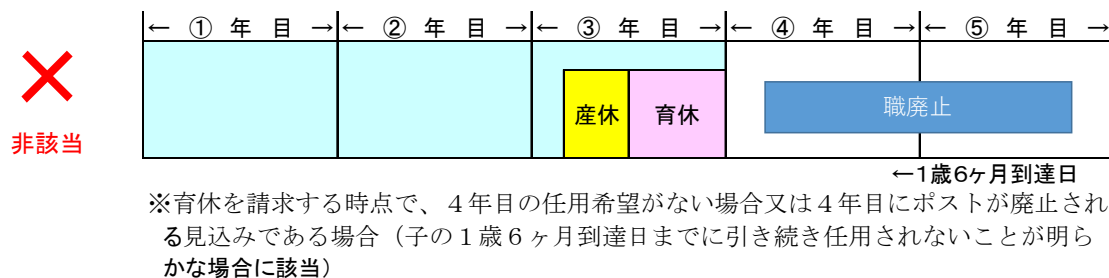 ← ① 年 目 →← ② 年 目 →← ③ 年 目 →← ④ 年 目 →← ⑤ 年 目 →
産休 育休 職廃止
非該当
←1歳6ヶ月到達日
※育休を請求する時点で、４年目の任用希望がない場合又は４年目にポストが廃止され
る見込みである場合（子の１歳６ヶ月到達日までに引き続き任用されないことが明ら
かな場合に該当）